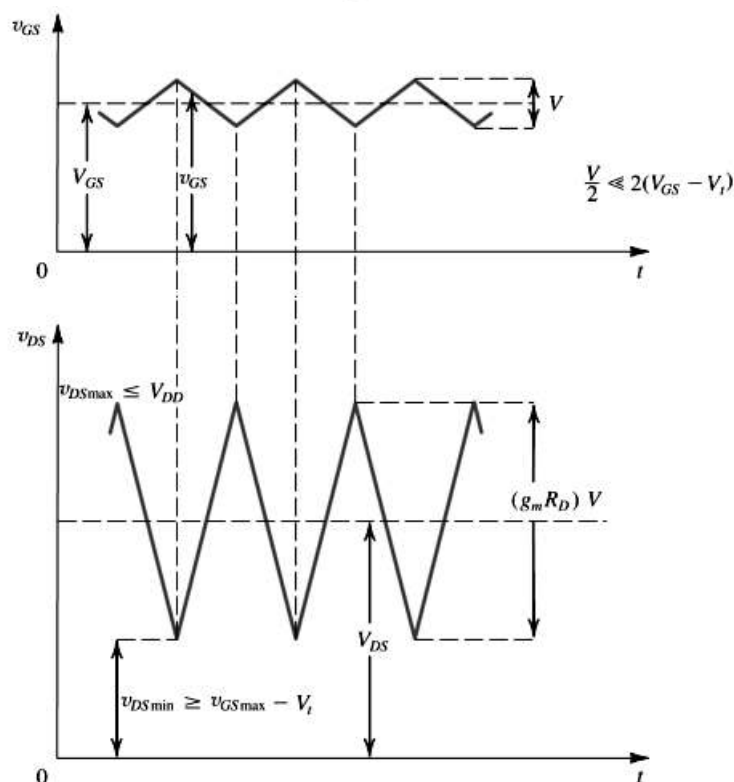 v_GS
V
V_GS
v_GS
V/2 ≪ 2(V_GS − V_t)
0
t
v_DS
v_DSmax ≤ V_DD
(g_m R_D) V
V_DS
v_DSmin ≥ v_GSmax − V_t
0
t